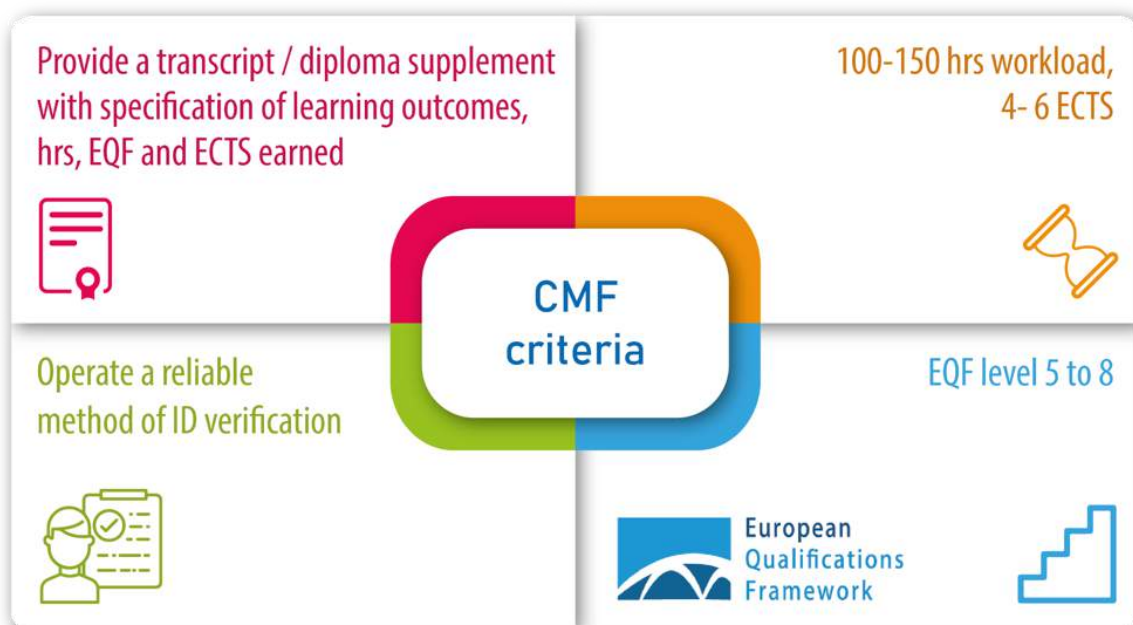 Provide a transcript / diploma supplement
with specification of learning outcomes,
hrs, EQF and ECTS earned
100-150 hrs workload,
4- 6 ECTS
CMF
criteria
Operate a reliable
method of ID verification
EQF level 5 to 8
European
Qualifications
Framework